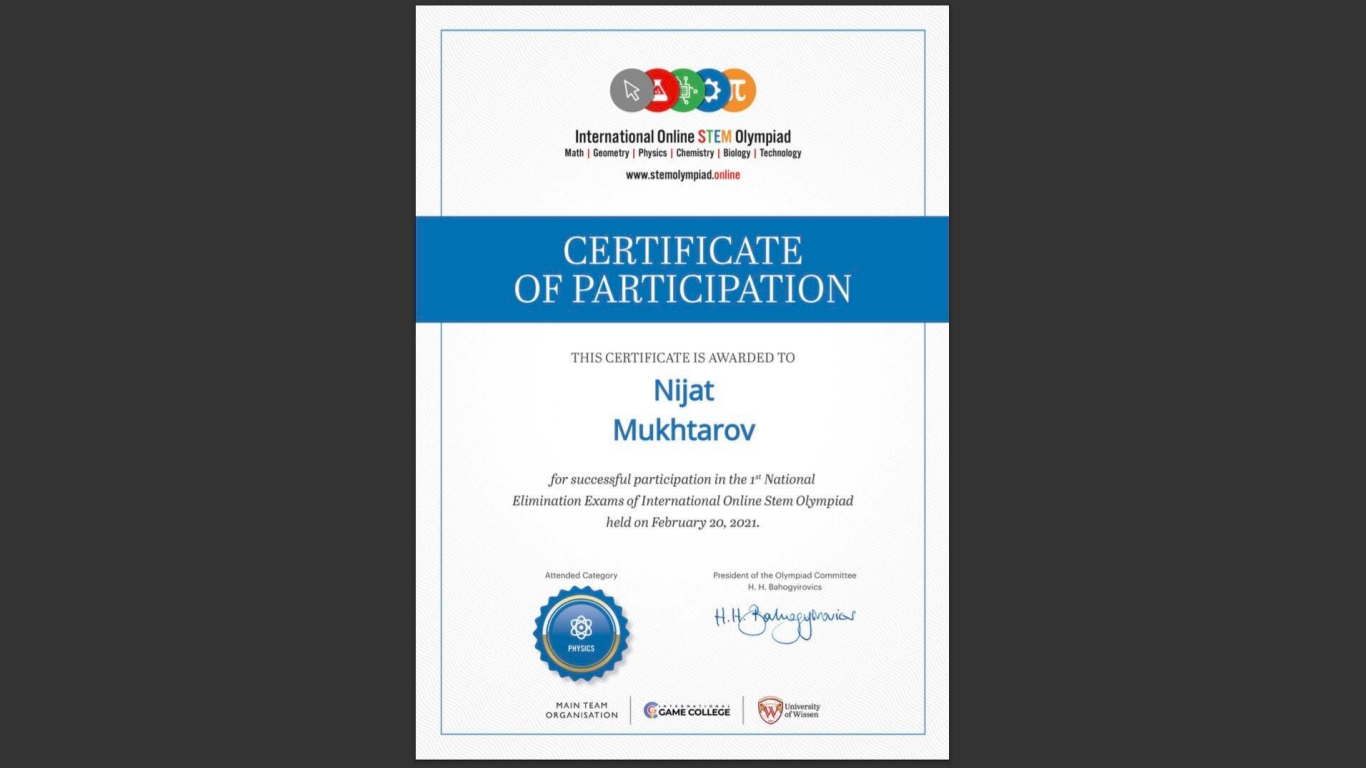 International Online STEM Olympiad
Math | Geometry | Physics | Chemistry | Biology | Technology
www.stemolympiad.online
CERTIFICATE
OF PARTICIPATION
THIS CERTIFICATE IS AWARDED TO
Nijat
Mukhtarov
for successful participation in the 1st National
Elimination Exams of International Online Stem Olympiad
held on February 20, 2021.
Attended Category
PHYSICS
President of the Olympiad Committee
H. H. Bahogyirovics
H.H. Bahogyirovics
MAIN TEAM
ORGANISATION
INTERNATIONAL
GAME COLLEGE
University
of Wissen